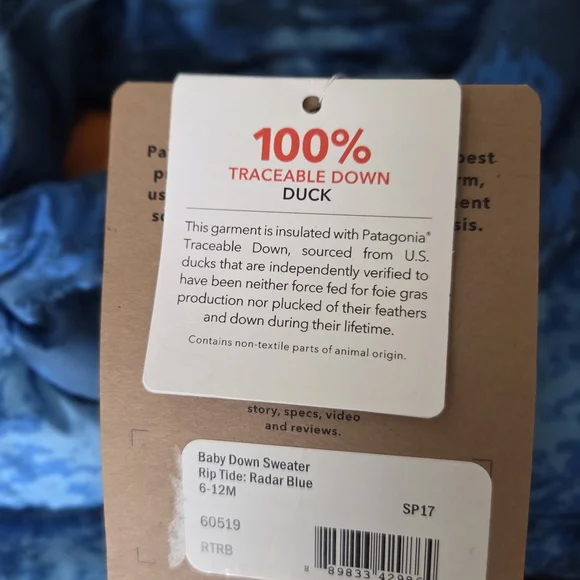 100%
TRACEABLE DOWN
DUCK
This garment is insulated with Patagonia®
Traceable Down, sourced from U.S.
ducks that are independently verified to
have been neither force fed for foie gras
production nor plucked of their feathers
and down during their lifetime.
Contains non-textile parts of animal origin.
story, specs, video
and reviews.
Baby Down Sweater
Rip Tide: Radar Blue
6-12M
SP17
60519
RTRB
8 89833